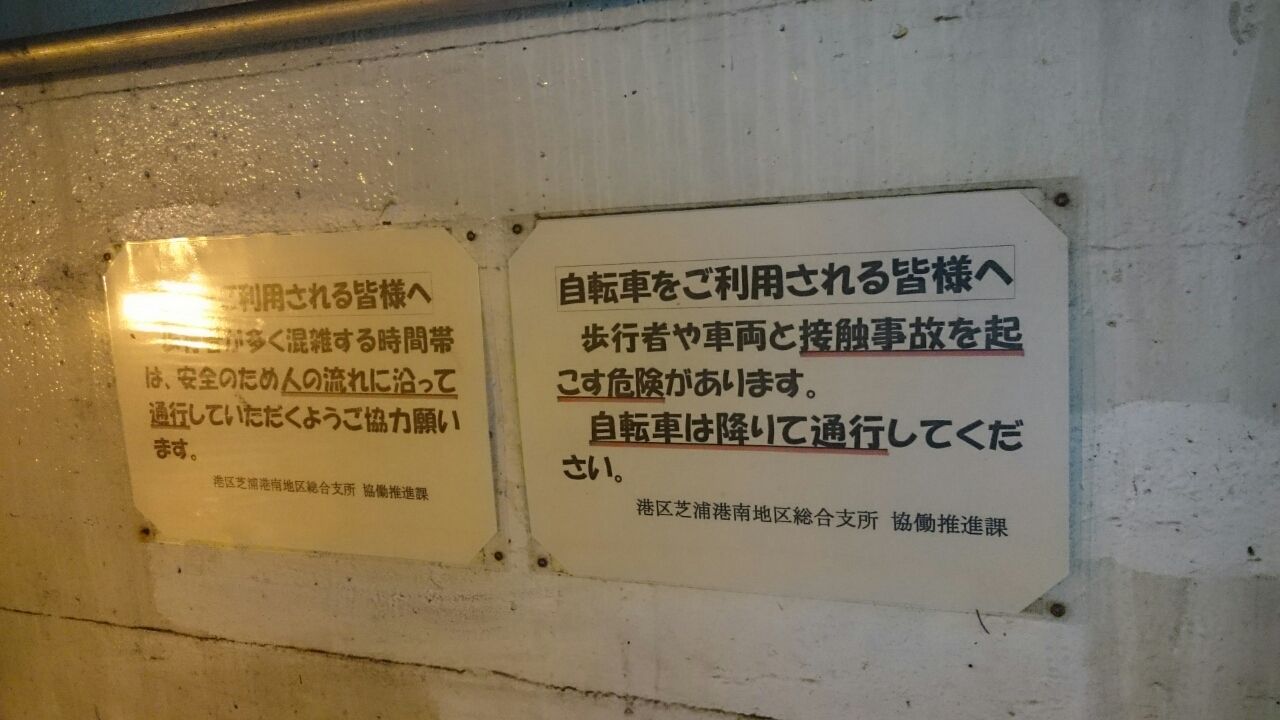 ご利用される皆様へ
が多く混雑する時間帯
は、安全のため人の流れに沿って
通行していただくようご協力願い
ます。
港区芝浦港南地区総合支所 協働推進課
自転車をご利用される皆様へ
歩行者や車両と接触事故を起
こす危険があります。
自転車は降りて通行してくだ
さい。
港区芝浦港南地区総合支所 協働推進課